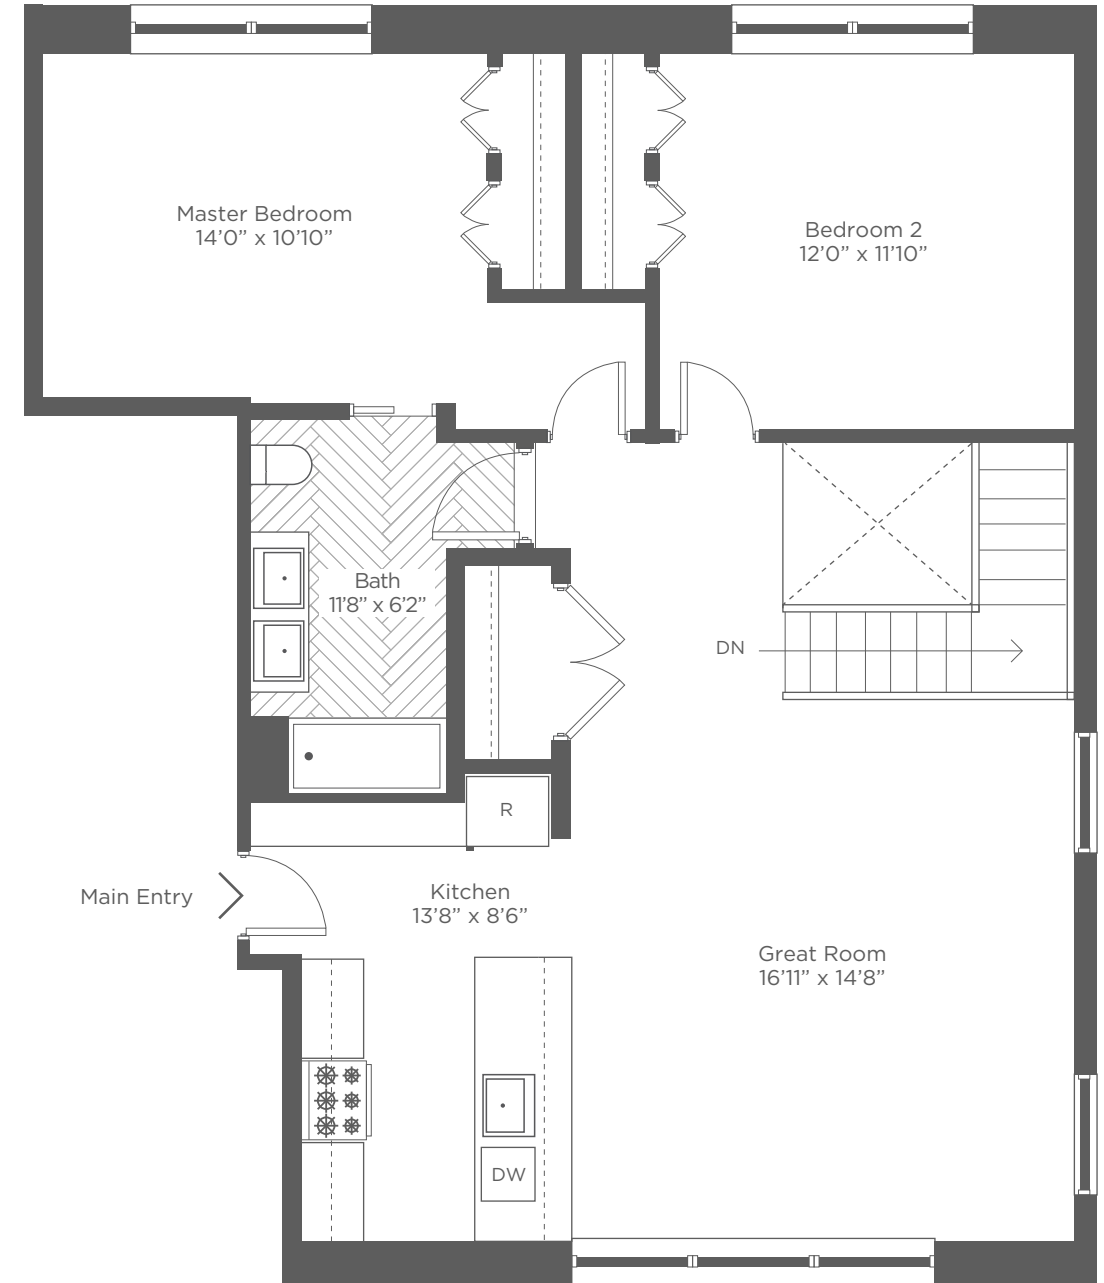 Master Bedroom
14’0” x 10’10”
Bedroom 2
12’0” x 11’10”
Bath
11’8” x 6’2”
DN
R
Main Entry
Kitchen
13’8” x 8’6”
Great Room
16’11” x 14’8”
DW